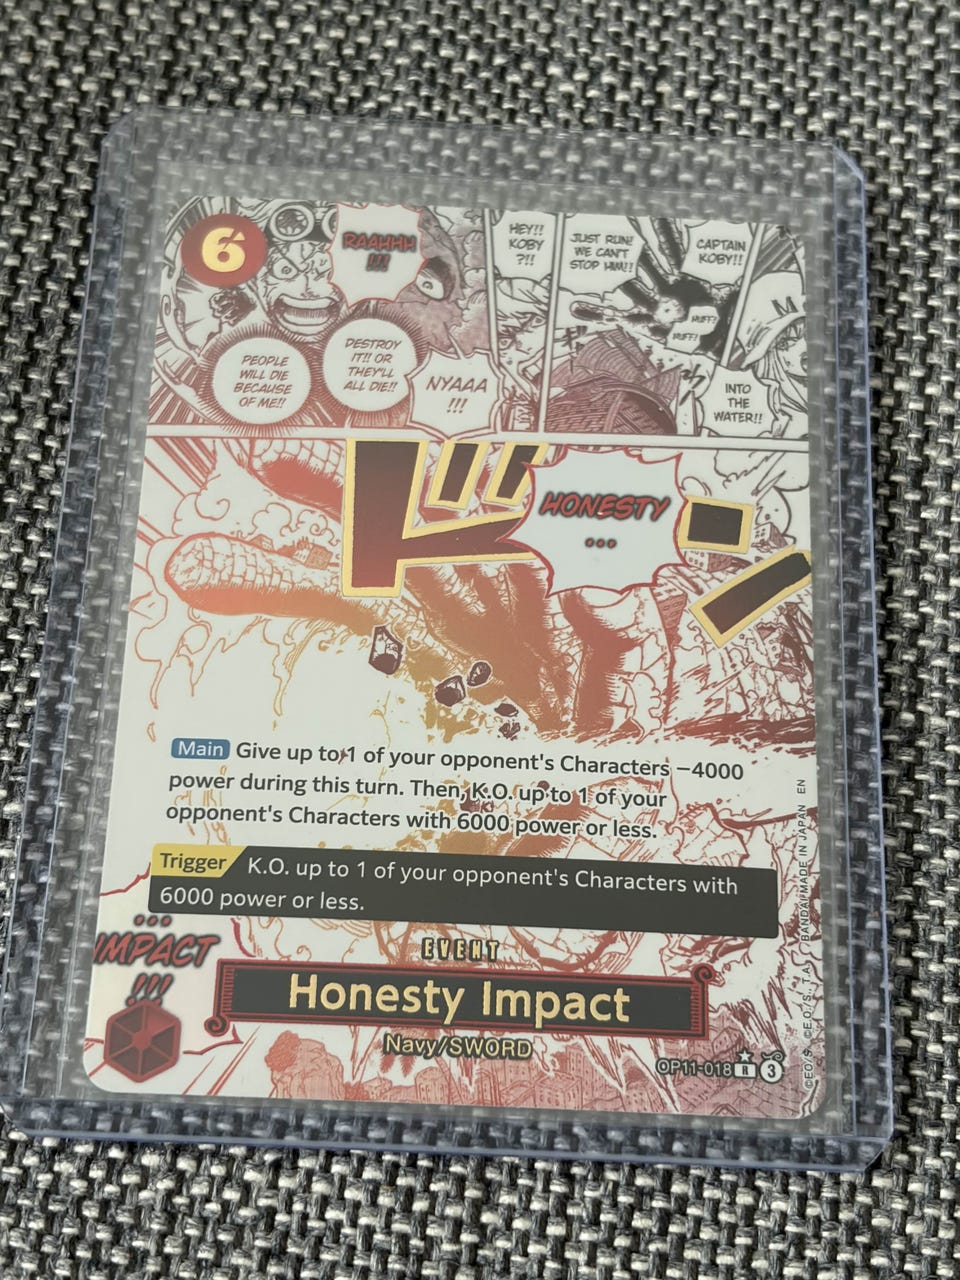 6
RAAHHH
!!!
PEOPLE
WILL DIE
BECAUSE
OF ME!!
DESTROY
IT!! OR
THEY'LL
ALL DIE!!
NYAAA
!!!
HEY!!
KOBY
?!!
JUST RUN!
WE CAN'T
STOP HIM!!
CAPTAIN
KOBY!!
HUFF?
HUFF!
INTO
THE
WATER!!
ドン
HONESTY
...
Main Give up to 1 of your opponent's Characters −4000
power during this turn. Then, K.O. up to 1 of your
opponent's Characters with 6000 power or less.
Trigger K.O. up to 1 of your opponent's Characters with
6000 power or less.
...
IMPACT
!!!
EVENT
Honesty Impact
Navy/SWORD
OP11-018 R 3
©E.O./S. ©E.O./S., T.A. BANDAI MADE IN JAPAN EN